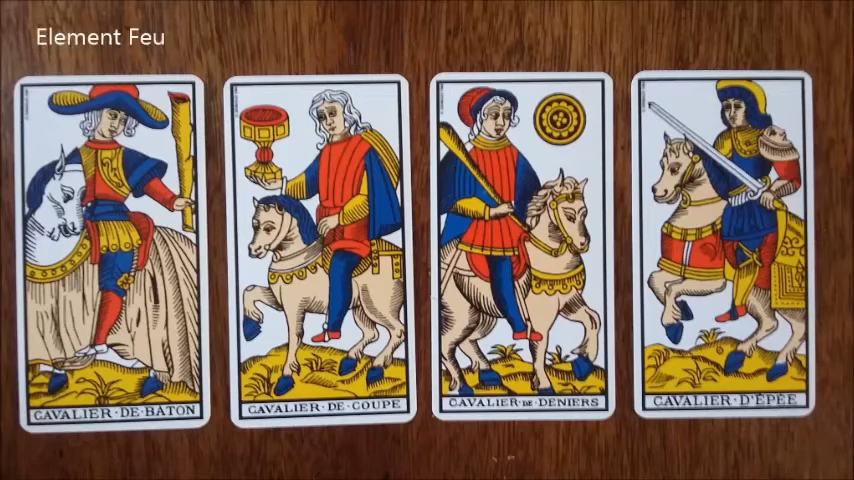 Element Feu
CAVALIER·DE·BATON
CAVALIER·DE·COUPE
CAVALIER·DE·DENIERS
CAVALIER·D'ÉPÉE